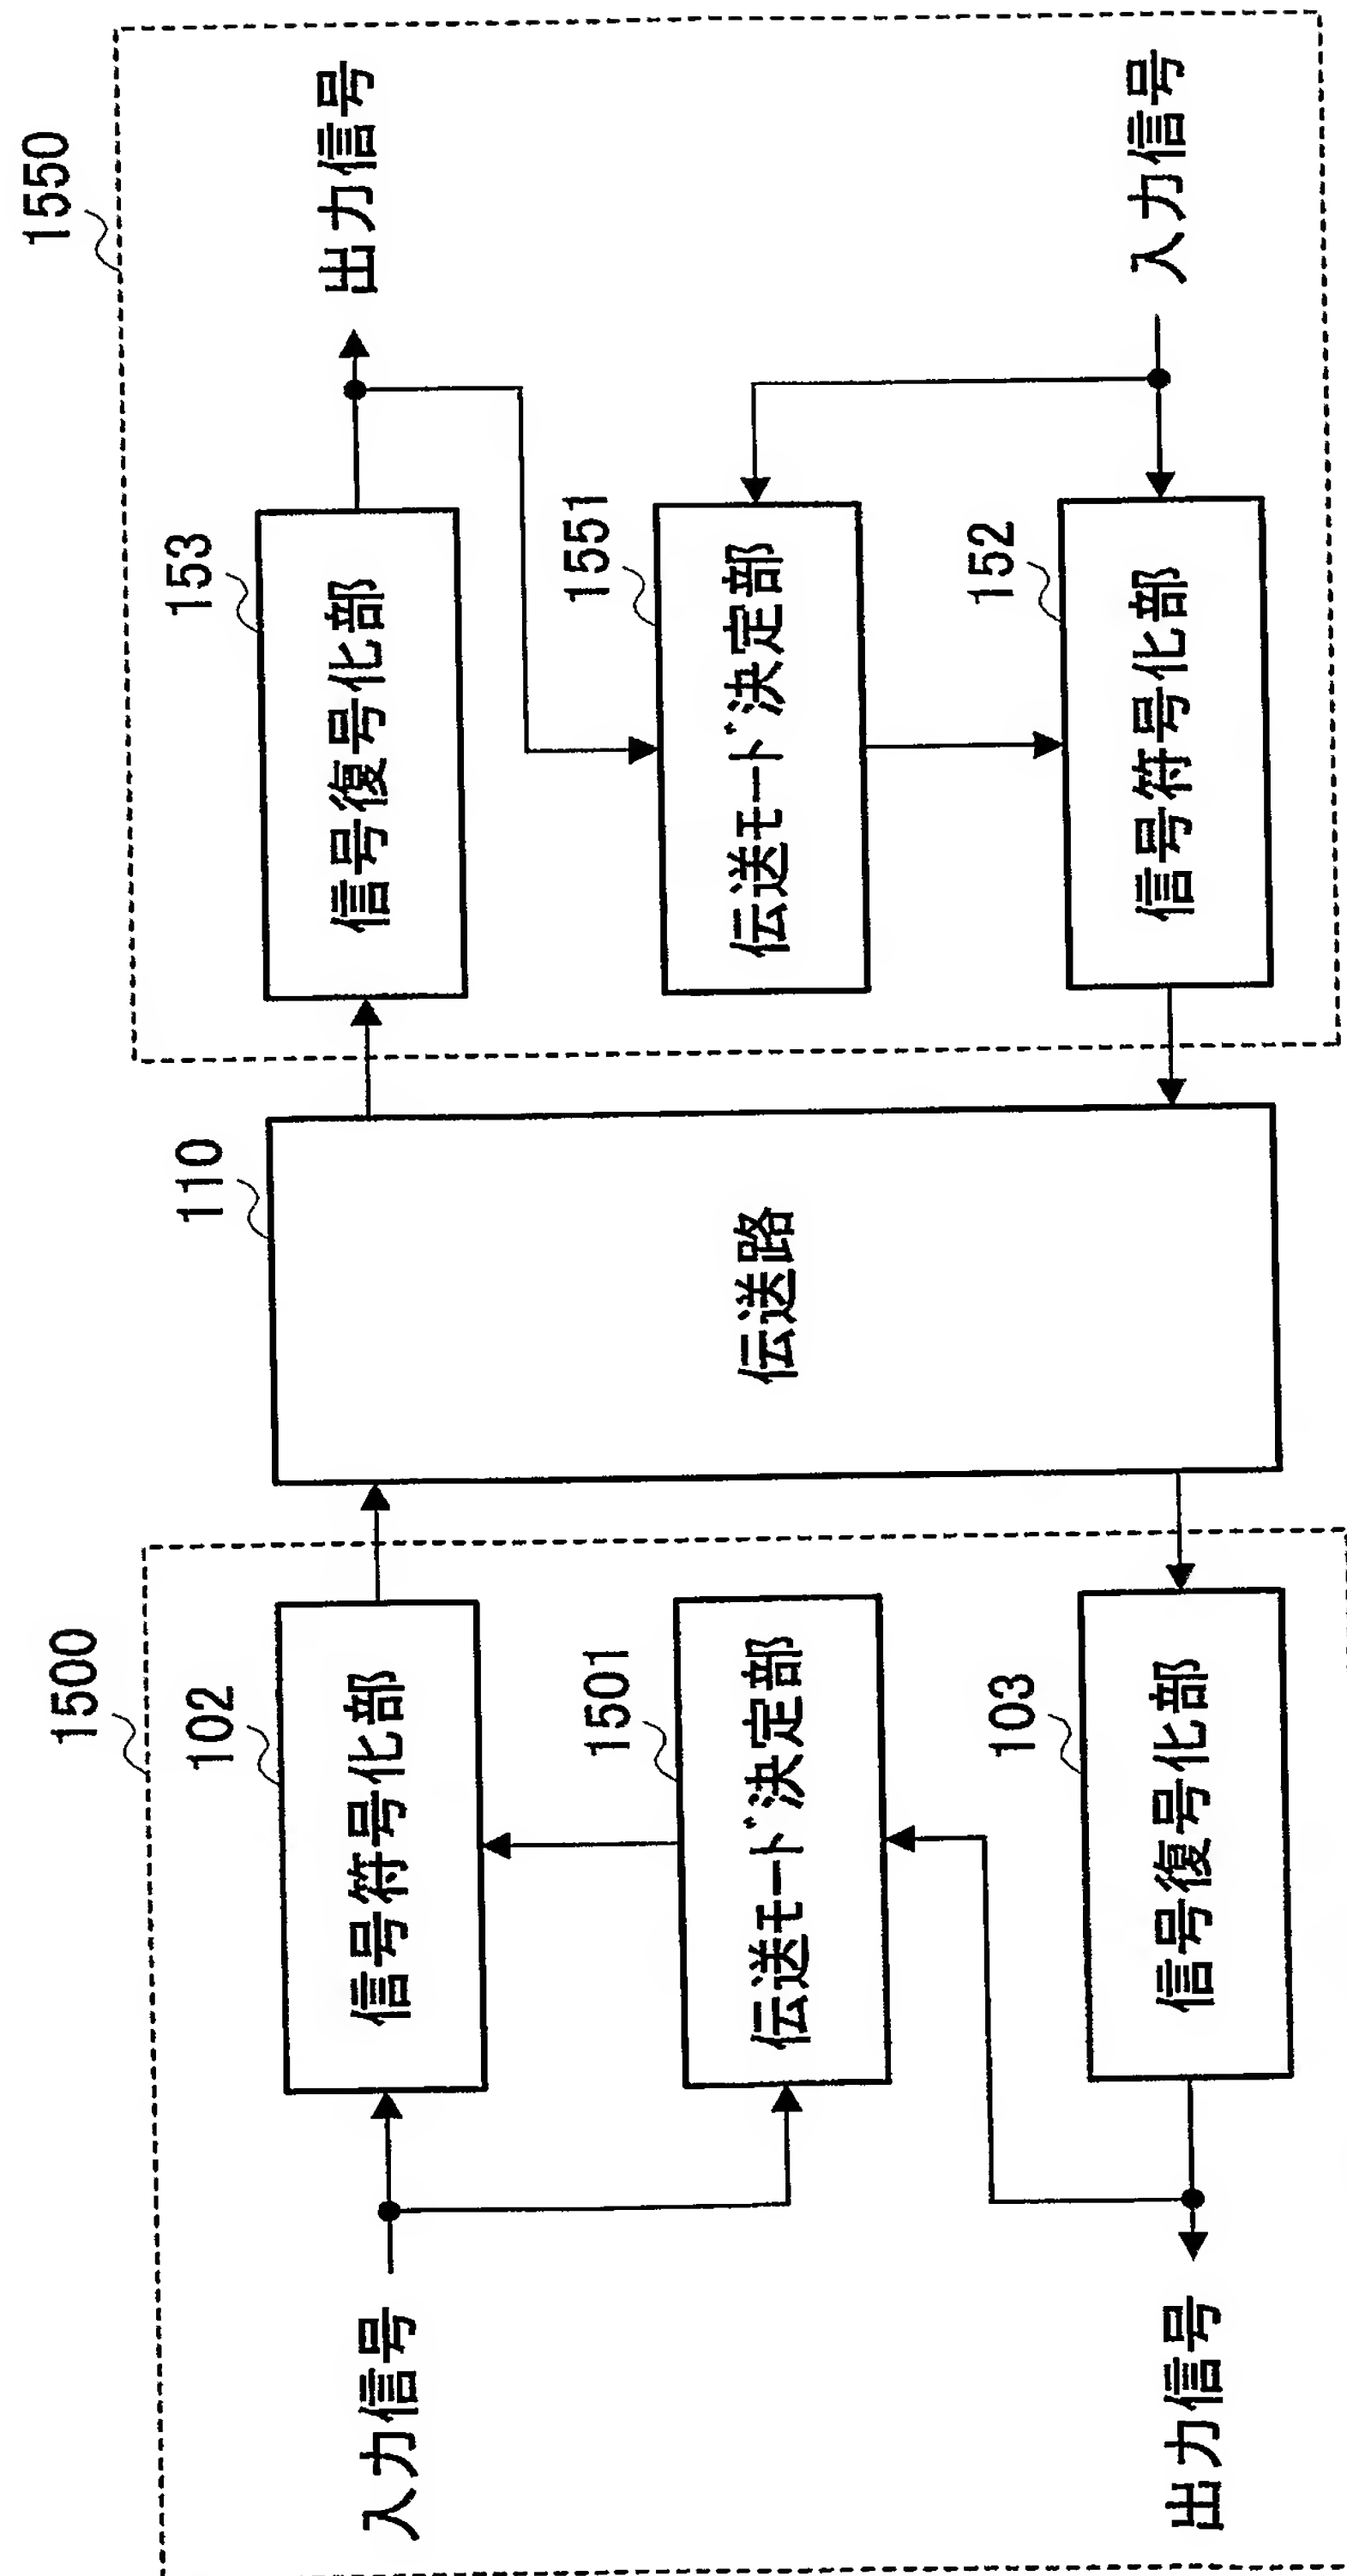 1500
102
信号符号化部
入力信号
1501
伝送モード決定部
103
信号復号化部
出力信号
110
伝送路
1550
153
信号復号化部
出力信号
1551
伝送モード決定部
152
信号符号化部
入力信号